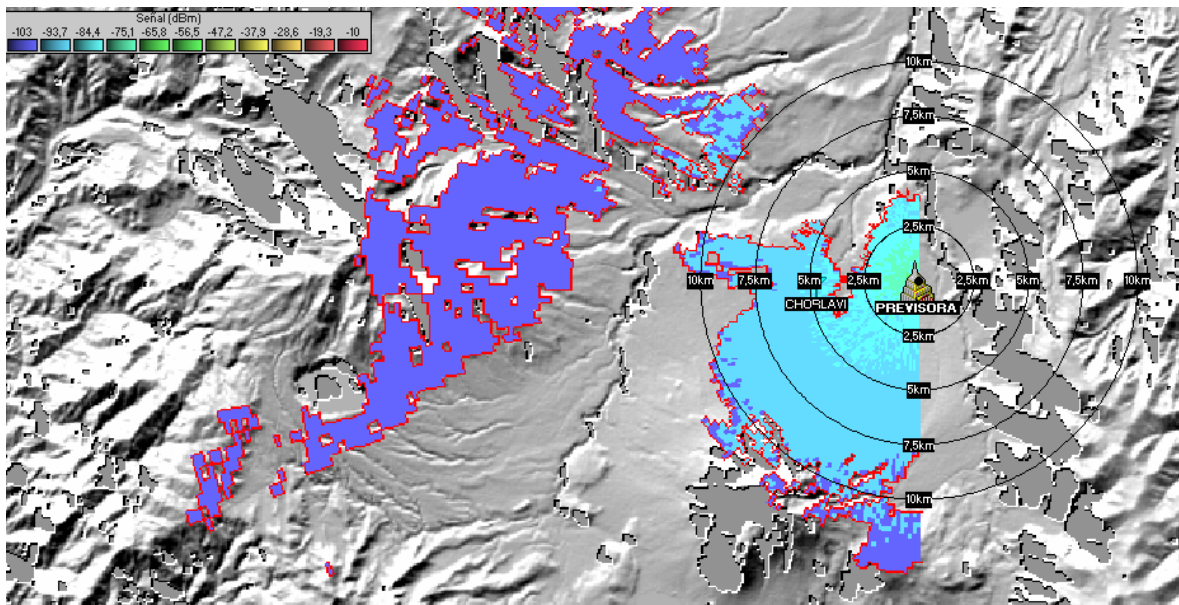 Señal (dBm)
-103 -93,7 -84,4 -75,1 -65,8 -56,5 -47,2 -37,9 -28,6 -19,3 -10
10km
7,5km
5km
2,5km
10km 7,5km 5km 2,5km 2,5km 5km 7,5km 10km
CHORLAVI PREVISORA
2,5km
5km
7,5km
10km